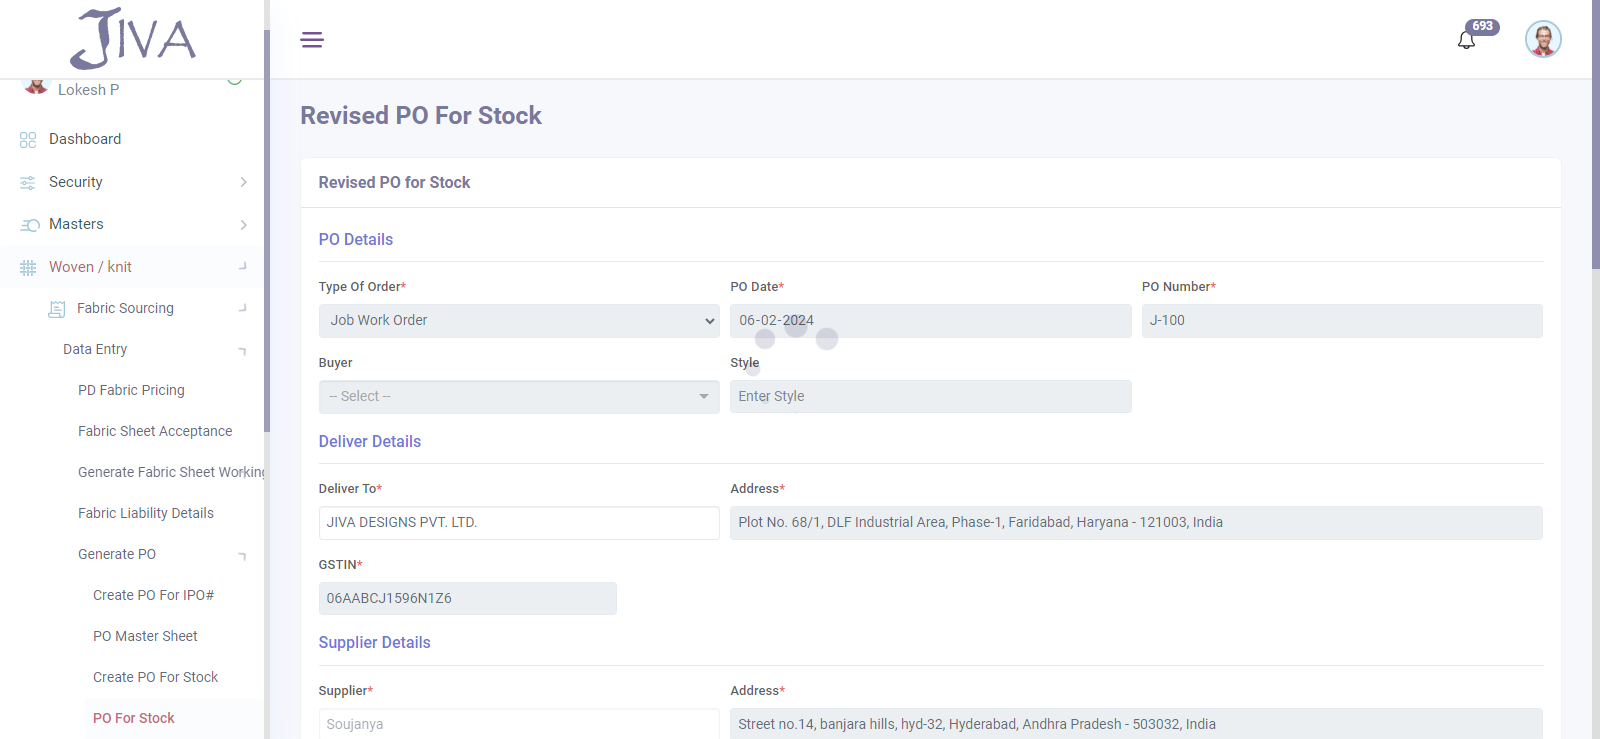 JIVA
693
Lokesh P
Dashboard
Security
Masters
Woven / knit
Fabric Sourcing
Data Entry
PD Fabric Pricing
Fabric Sheet Acceptance
Generate Fabric Sheet Working
Fabric Liability Details
Generate PO
Create PO For IPO#
PO Master Sheet
Create PO For Stock
PO For Stock
Revised PO For Stock
Revised PO for Stock
PO Details
Type Of Order* PO Date* PO Number*
Job Work Order 06-02-2024 J-100
Buyer Style
-- Select -- Enter Style
Deliver Details
Deliver To* Address*
JIVA DESIGNS PVT. LTD. Plot No. 68/1, DLF Industrial Area, Phase-1, Faridabad, Haryana - 121003, India
GSTIN*
06AABCJ1596N1Z6
Supplier Details
Supplier* Address*
Soujanya Street no.14, banjara hills, hyd-32, Hyderabad, Andhra Pradesh - 503032, India